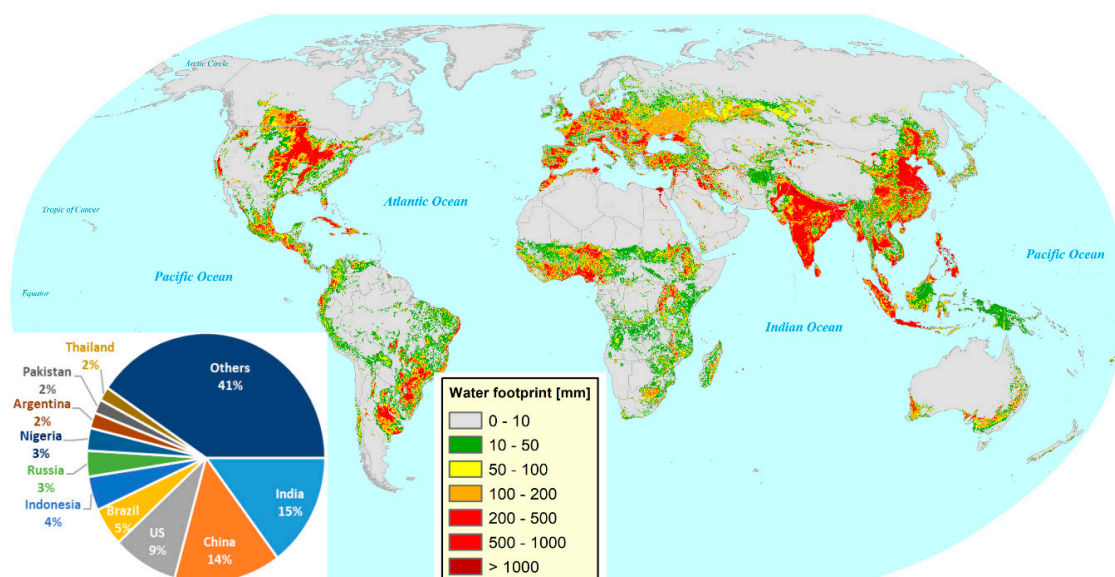 Arctic Circle
Atlantic Ocean
Tropic of Cancer
Pacific Ocean
Pacific Ocean
Equator
Indian Ocean
Thailand
2%
Pakistan
2%
Argentina
2%
Nigeria
3%
Russia
3%
Indonesia
4%
Brazil
5%
US
9%
China
14%
India
15%
Others
41%
Water footprint [mm]
0 - 10
10 - 50
50 - 100
100 - 200
200 - 500
500 - 1000
> 1000